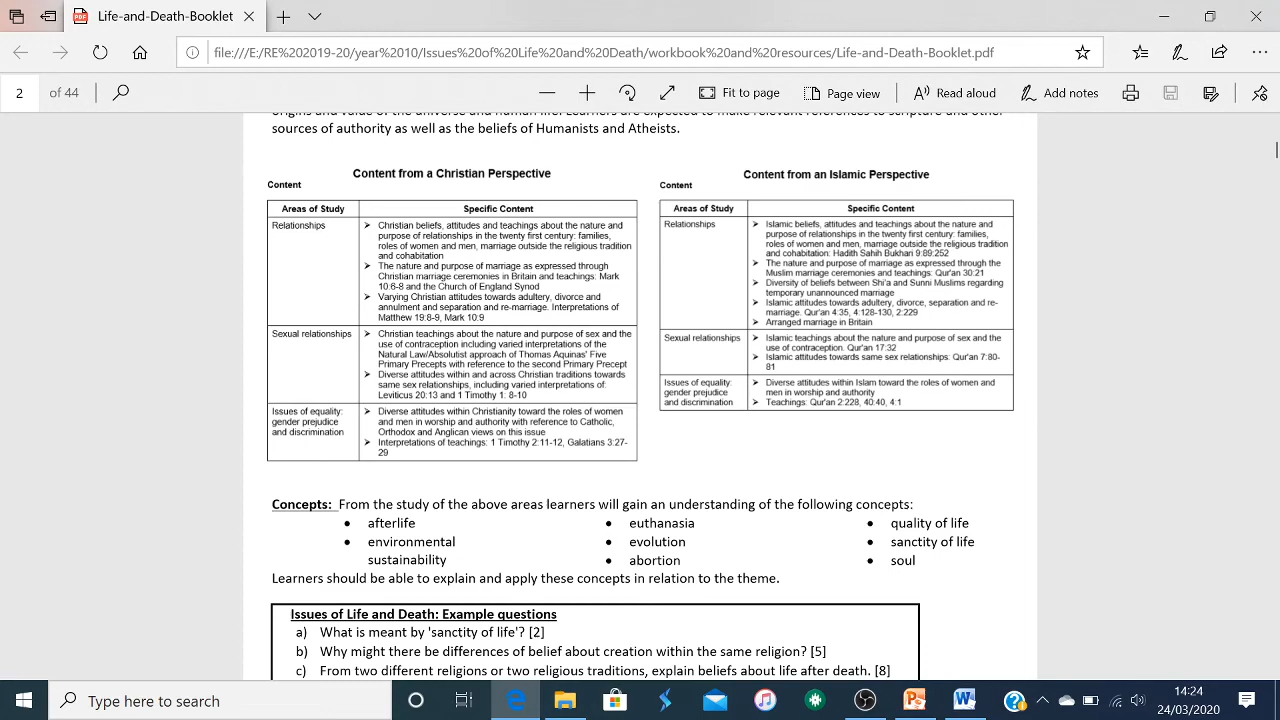 Life-and-Death-Booklet
file:///E:/RE%202019-20/year%2010/Issues%20of%20Life%20and%20Death/workbook%20and%20resources/Life-and-Death-Booklet.pdf
2 of 44
Fit to page
Page view
Read aloud
Add notes
origins and value of the universe and human life. Learners are expected to make relevant references to scripture and other
sources of authority as well as the beliefs of Humanists and Atheists.
Content from a Christian Perspective
Content
Areas of Study Specific Content
Relationships
➢ Christian beliefs, attitudes and teachings about the nature and
purpose of relationships in the twenty first century: families,
roles of women and men, marriage outside the religious tradition
and cohabitation
➢ The nature and purpose of marriage as expressed through
Christian marriage ceremonies in Britain and teachings: Mark
10:6-8 and the Church of England Synod
➢ Varying Christian attitudes towards adultery, divorce and
annulment and separation and re-marriage. Interpretations of
Matthew 19:8-9, Mark 10:9
Sexual relationships
➢ Christian teachings about the nature and purpose of sex and the
use of contraception including varied interpretations of the
Natural Law/Absolutist approach of Thomas Aquinas' Five
Primary Precepts with reference to the second Primary Precept
➢ Diverse attitudes within and across Christian traditions towards
same sex relationships, including varied interpretations of:
Leviticus 20:13 and 1 Timothy 1: 8-10
Issues of equality:
gender prejudice
and discrimination
➢ Diverse attitudes within Christianity toward the roles of women
and men in worship and authority with reference to Catholic,
Orthodox and Anglican views on this issue
➢ Interpretations of teachings: 1 Timothy 2:11-12, Galatians 3:27-
29
Content from an Islamic Perspective
Content
Areas of Study Specific Content
Relationships
➢ Islamic beliefs, attitudes and teachings about the nature and
purpose of relationships in the twenty first century: families,
roles of women and men, marriage outside the religious tradition
and cohabitation: Hadith Sahih Bukhari 9:89:252
➢ The nature and purpose of marriage as expressed through the
Muslim marriage ceremonies and teachings: Qur'an 30:21
➢ Diversity of beliefs between Shi'a and Sunni Muslims regarding
temporary unannounced marriage
➢ Islamic attitudes towards adultery, divorce, separation and re-
marriage. Qur'an 4:35, 4:128-130, 2:229
➢ Arranged marriage in Britain
Sexual relationships
➢ Islamic teachings about the nature and purpose of sex and the
use of contraception. Qur'an 17:32
➢ Islamic attitudes towards same sex relationships: Qur'an 7:80-
81
Issues of equality:
gender prejudice
and discrimination
➢ Diverse attitudes within Islam toward the roles of women and
men in worship and authority
➢ Teachings: Qur'an 2:228, 40:40, 4:1
Concepts: From the study of the above areas learners will gain an understanding of the following concepts:
• afterlife
• environmental
sustainability
• euthanasia
• evolution
• abortion
• quality of life
• sanctity of life
• soul
Learners should be able to explain and apply these concepts in relation to the theme.
Issues of Life and Death: Example questions
a) What is meant by 'sanctity of life'? [2]
b) Why might there be differences of belief about creation within the same religion? [5]
c) From two different religions or two religious traditions, explain beliefs about life after death. [8]
Type here to search
14:24
24/03/2020